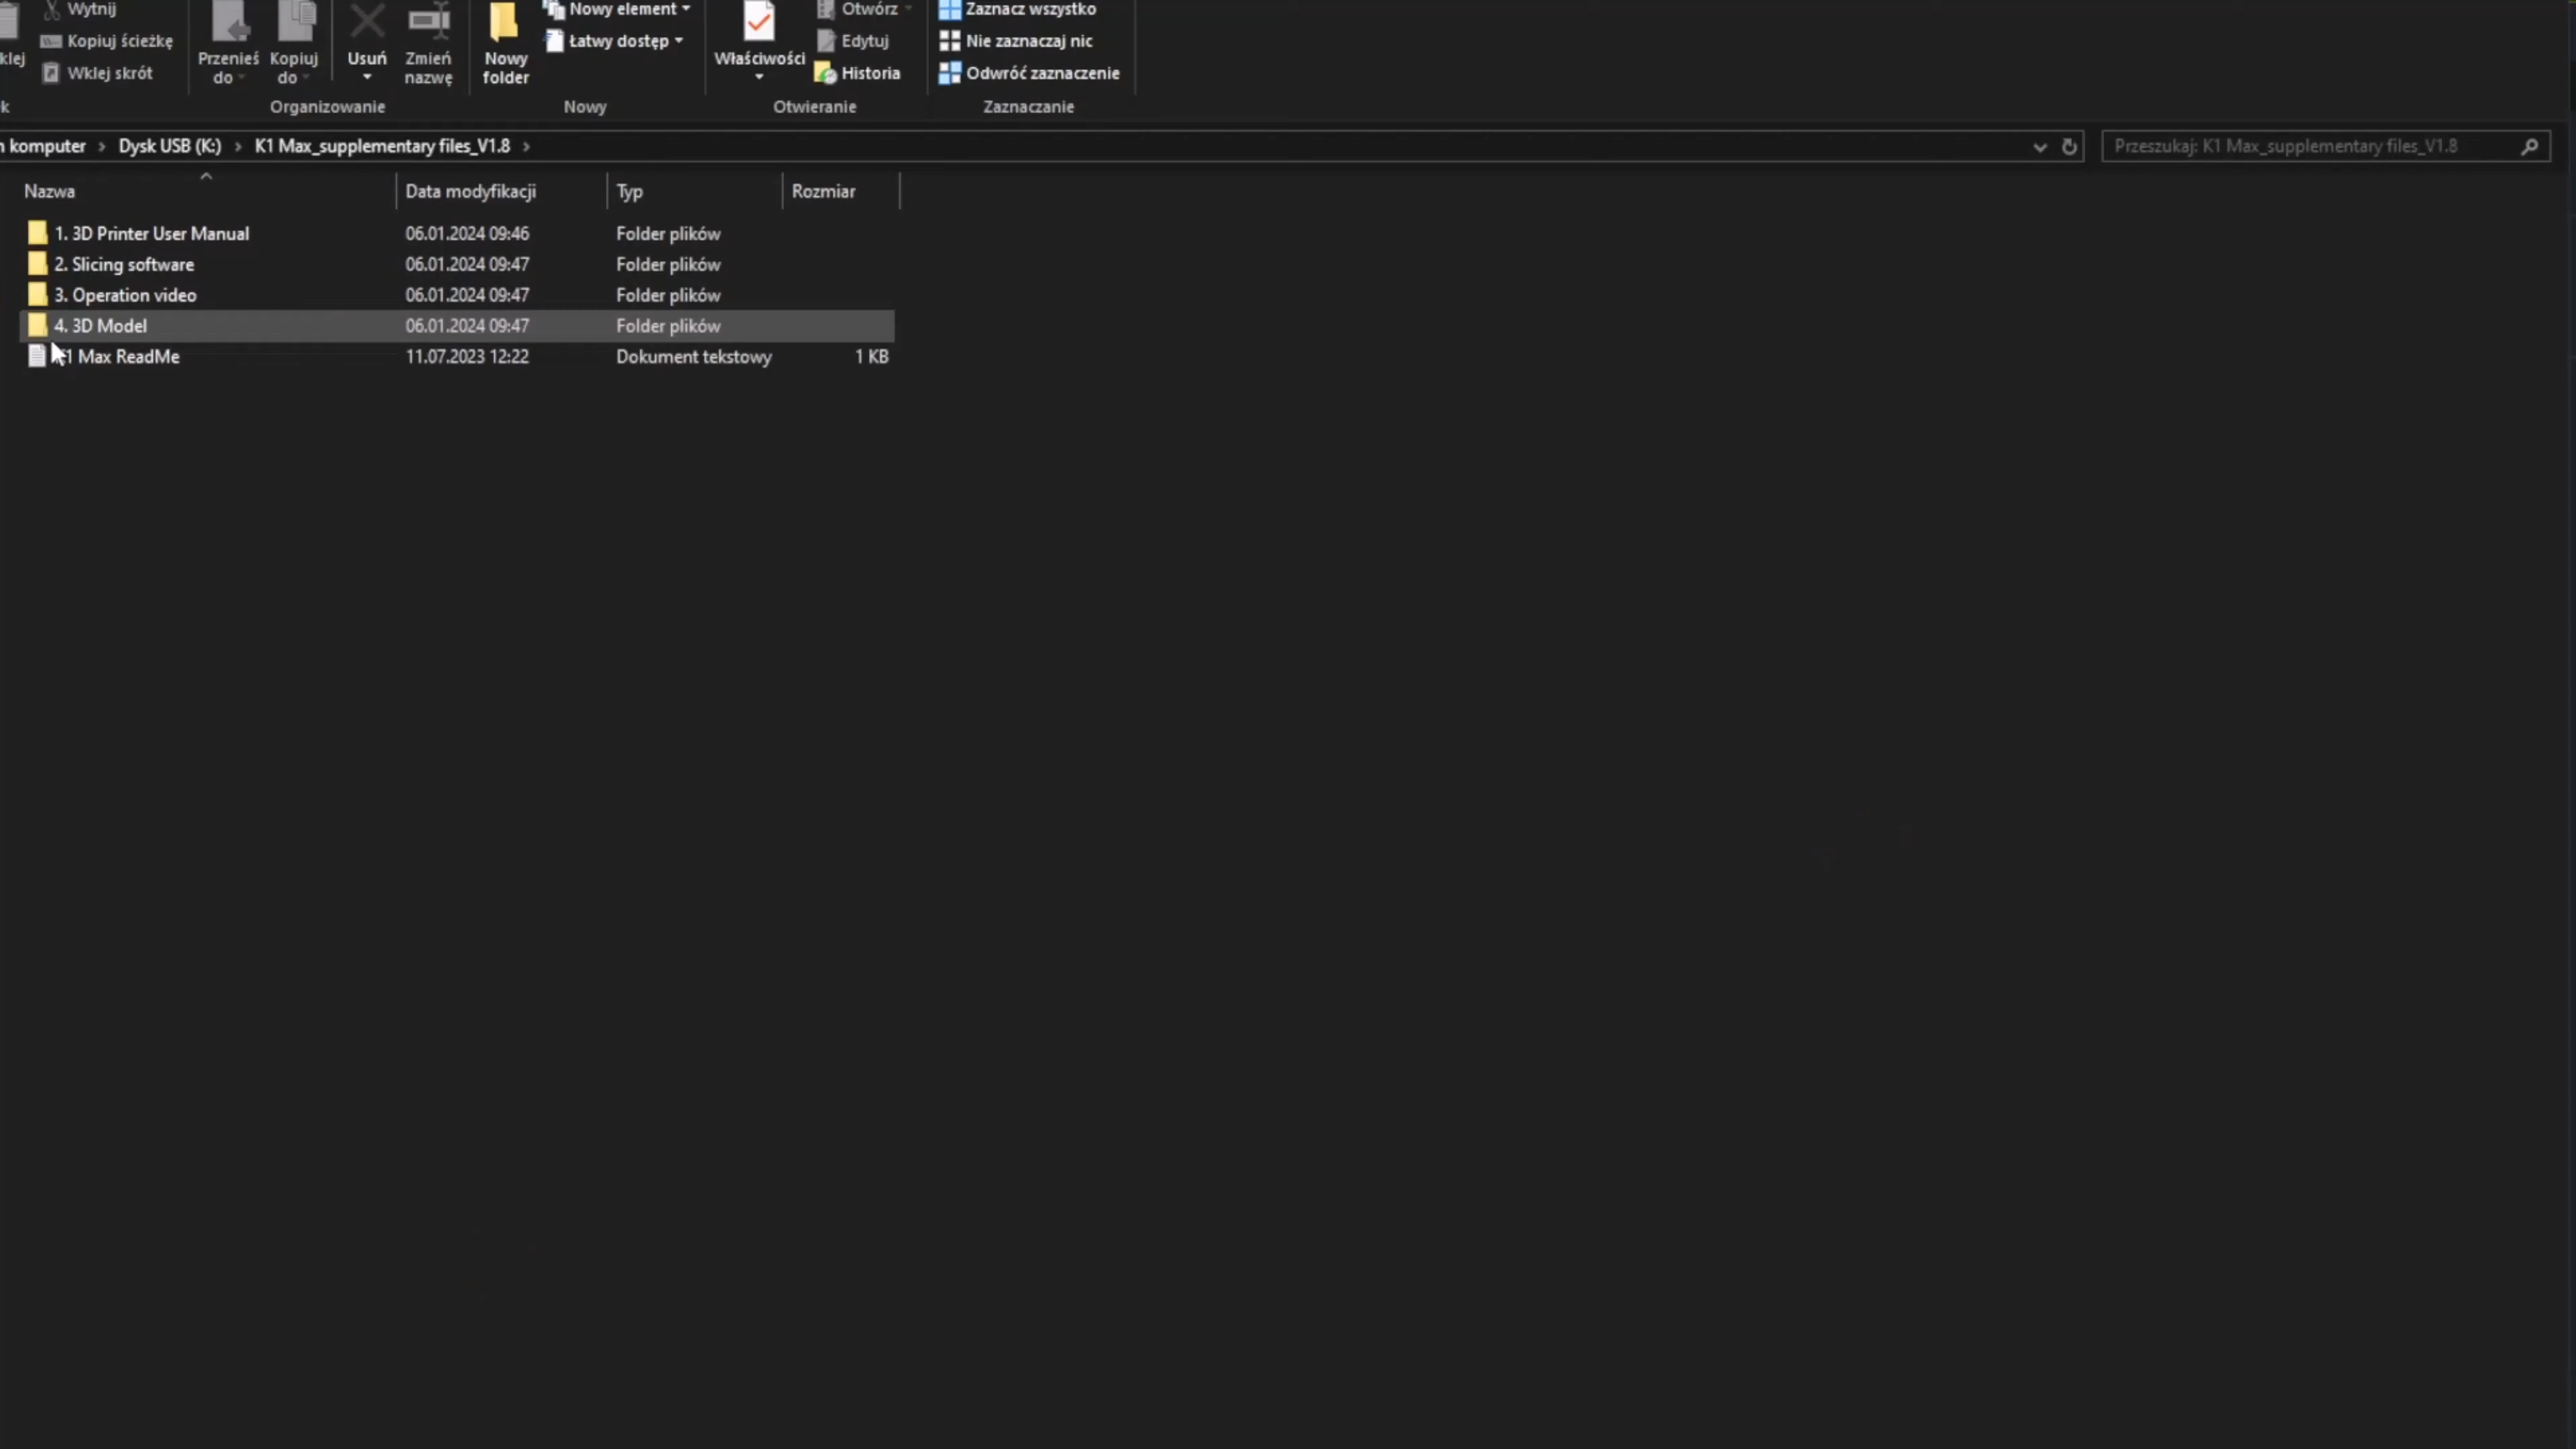 Wytnij
Kopiuj ścieżkę
Wklej skrót
Przenieś do
Kopiuj do
Usuń
Zmień nazwę
Organizowanie
Nowy folder
Nowy element
Łatwy dostęp
Nowy
Właściwości
Otwórz
Edytuj
Historia
Otwieranie
Zaznacz wszystko
Nie zaznaczaj nic
Odwróć zaznaczenie
Zaznaczanie
komputer > Dysk USB (K:) > K1 Max_supplementary files_V1.8 >
Przeszukaj: K1 Max_supplementary files_V1.8
Nazwa Data modyfikacji Typ Rozmiar
1. 3D Printer User Manual 06.01.2024 09:46 Folder plików
2. Slicing software 06.01.2024 09:47 Folder plików
3. Operation video 06.01.2024 09:47 Folder plików
4. 3D Model 06.01.2024 09:47 Folder plików
Max ReadMe 11.07.2023 12:22 Dokument tekstowy 1 KB